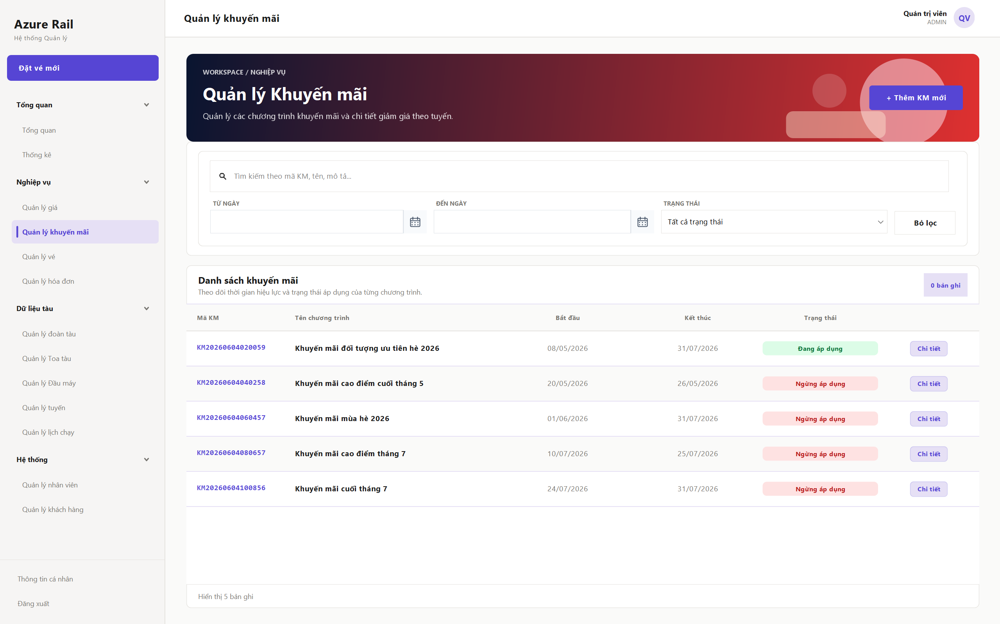 Azure Rail
Hệ thống Quản lý
Đặt vé mới
Tổng quan
Tổng quan
Thống kê
Nghiệp vụ
Quản lý giá
Quản lý khuyến mãi
Quản lý vé
Quản lý hóa đơn
Dữ liệu tàu
Quản lý đoàn tàu
Quản lý Toa tàu
Quản lý Đầu máy
Quản lý tuyến
Quản lý lịch chạy
Hệ thống
Quản lý nhân viên
Quản lý khách hàng
Thông tin cá nhân
Đăng xuất
Quản lý khuyến mãi
Quản trị viên
ADMIN
QV
WORKSPACE / NGHIỆP VỤ
Quản lý Khuyến mãi
Quản lý các chương trình khuyến mãi và chi tiết giảm giá theo tuyến.
+ Thêm KM mới
Tìm kiếm theo mã KM, tên, mô tả...
TỪ NGÀY ĐẾN NGÀY TRẠNG THÁI
Tất cả trạng thái Bỏ lọc
Danh sách khuyến mãi
Theo dõi thời gian hiệu lực và trạng thái áp dụng của từng chương trình.
0 bản ghi
Mã KM Tên chương trình Bắt đầu Kết thúc Trạng thái
KM20260604020059 Khuyến mãi đối tượng ưu tiên hè 2026 08/05/2026 31/07/2026 Đang áp dụng Chi tiết
KM20260604040258 Khuyến mãi cao điểm cuối tháng 5 20/05/2026 26/05/2026 Ngừng áp dụng Chi tiết
KM20260604060457 Khuyến mãi mùa hè 2026 01/06/2026 31/07/2026 Ngừng áp dụng Chi tiết
KM20260604080657 Khuyến mãi cao điểm tháng 7 10/07/2026 25/07/2026 Ngừng áp dụng Chi tiết
KM20260604100856 Khuyến mãi cuối tháng 7 24/07/2026 31/07/2026 Ngừng áp dụng Chi tiết
Hiển thị 5 bản ghi